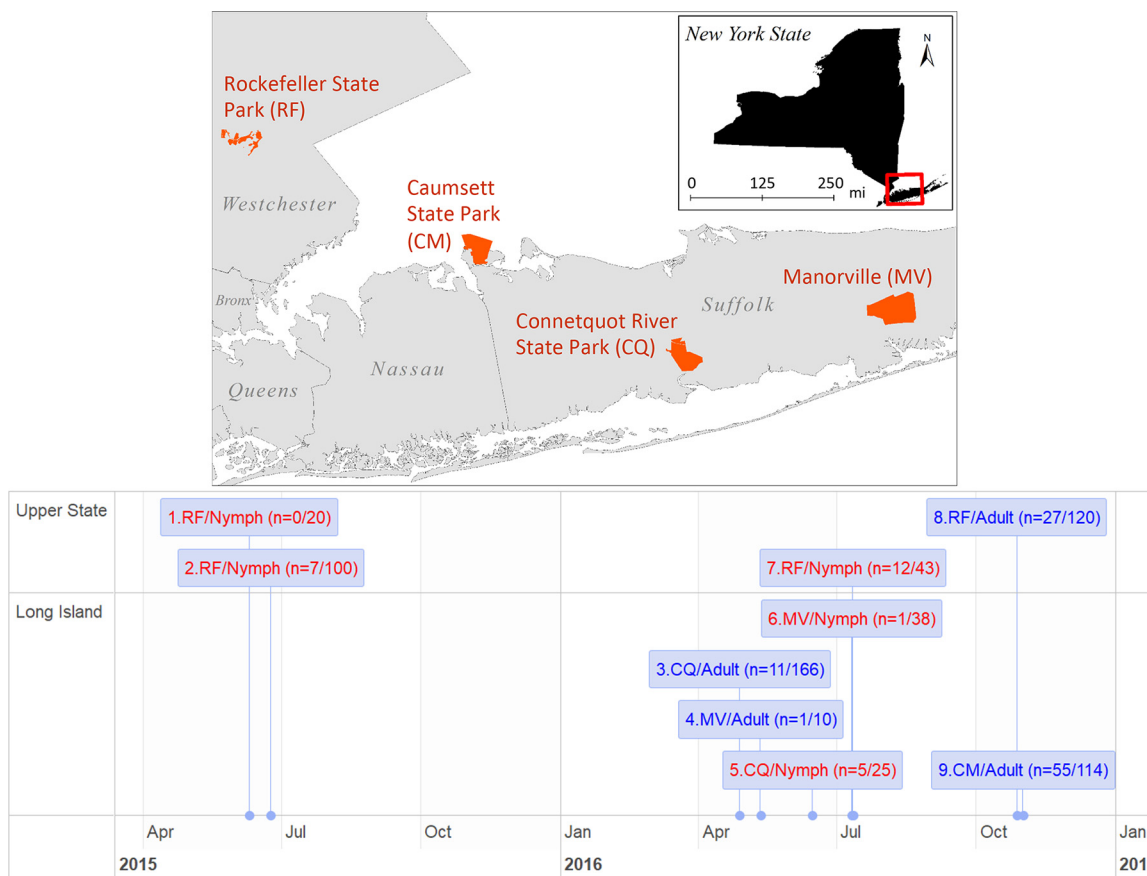 New York State
N
0 125 250 mi
Rockefeller State
Park (RF)
Westchester
Caumsett
State Park
(CM)
Manorville (MV)
Suffolk
Bronx
Connetquot River
State Park (CQ)
Nassau
Queens
Upper State
1.RF/Nymph (n=0/20)
8.RF/Adult (n=27/120)
2.RF/Nymph (n=7/100)
7.RF/Nymph (n=12/43)
Long Island
6.MV/Nymph (n=1/38)
3.CQ/Adult (n=11/166)
4.MV/Adult (n=1/10)
5.CQ/Nymph (n=5/25)
9.CM/Adult (n=55/114)
Apr Jul Oct Jan Apr Jul Oct Jan
2015 2016 201